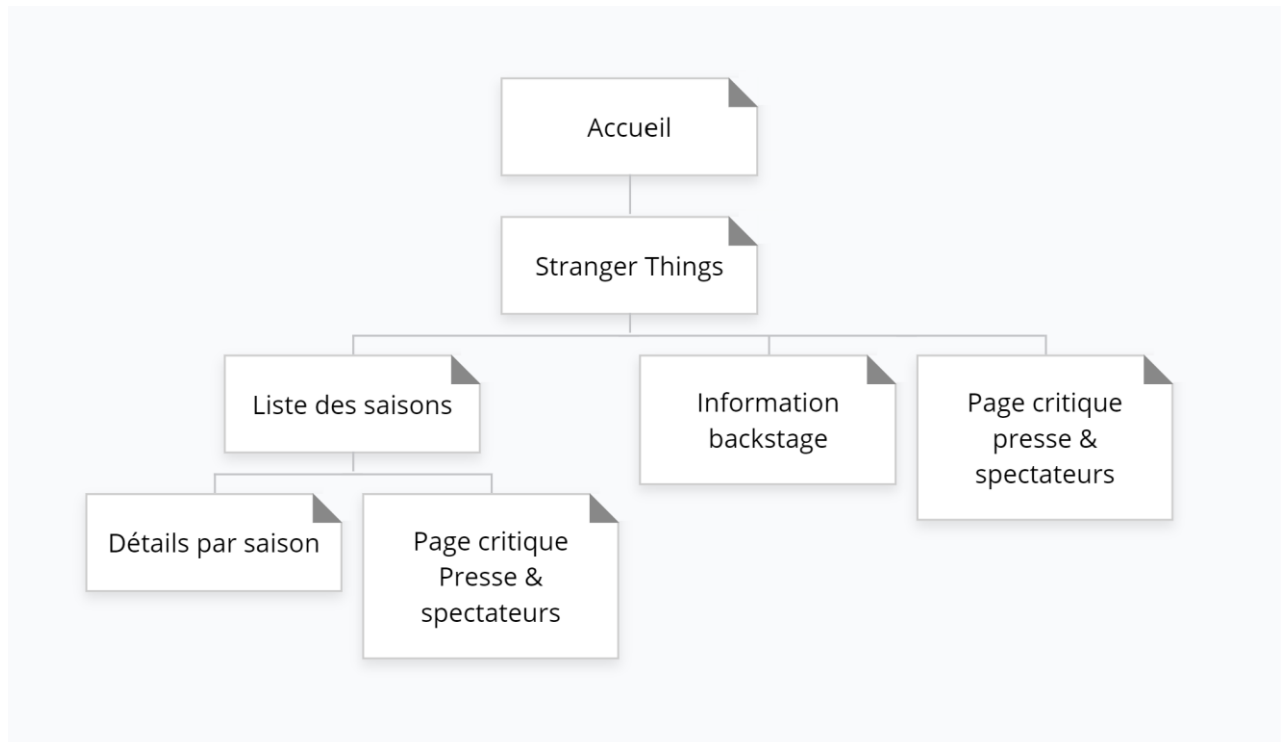 Accueil
Stranger Things
Liste des saisons
Information
backstage
Page critique
presse &
spectateurs
Détails par saison
Page critique
Presse &
spectateurs